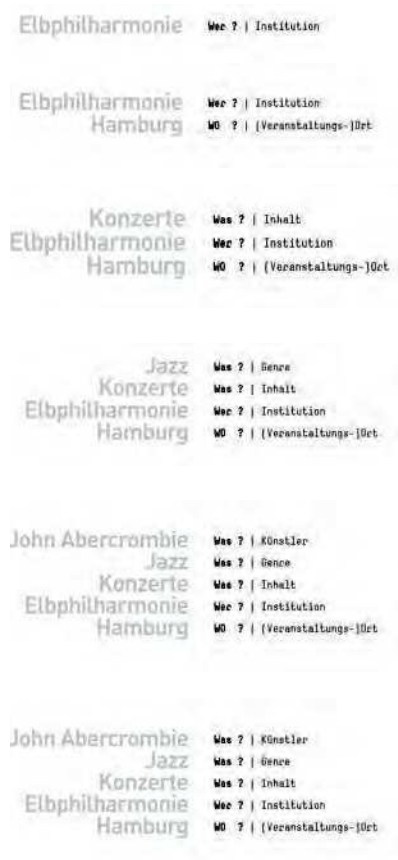 Elbphilharmonie Wer ? | Institution
Elbphilharmonie Wer ? | Institution
Hamburg WO ? | (Veranstaltungs-)Ort
Konzerte Was ? | Inhalt
Elbphilharmonie Wer ? | Institution
Hamburg WO ? | (Veranstaltungs-)Ort
Jazz Was ? | Genre
Konzerte Was ? | Inhalt
Elbphilharmonie Wer ? | Institution
Hamburg WO ? | (Veranstaltungs-)Ort
John Abercrombie Was ? | Künstler
Jazz Was ? | Genre
Konzerte Was ? | Inhalt
Elbphilharmonie Wer ? | Institution
Hamburg WO ? | (Veranstaltungs-)Ort
John Abercrombie Was ? | Künstler
Jazz Was ? | Genre
Konzerte Was ? | Inhalt
Elbphilharmonie Wer ? | Institution
Hamburg WO ? | (Veranstaltungs-)Ort